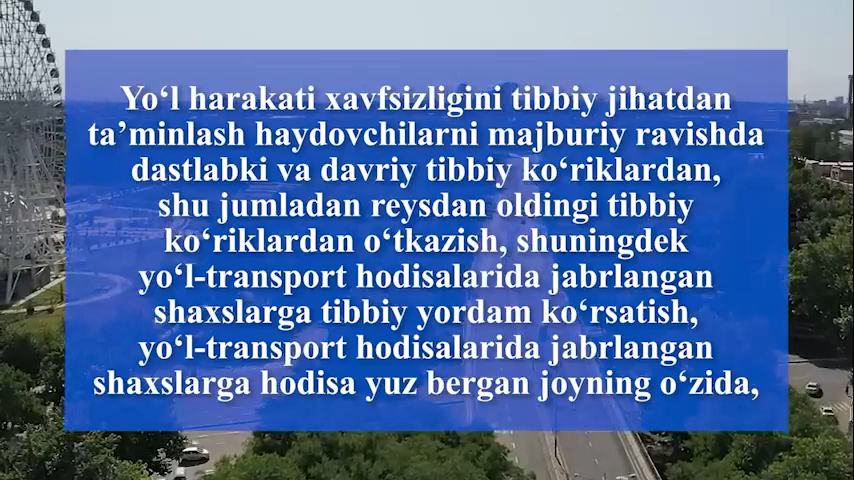 Yo‘l harakati xavfsizligini tibbiy jihatdan
ta’minlash haydovchilarni majburiy ravishda
dastlabki va davriy tibbiy ko‘riklardan,
shu jumladan reysdan oldingi tibbiy
ko‘riklardan o‘tkazish, shuningdek
yo‘l-transport hodisalarida jabrlangan
shaxslarga tibbiy yordam ko‘rsatish,
yo‘l-transport hodisalarida jabrlangan
shaxslarga hodisa yuz bergan joyning o‘zida,